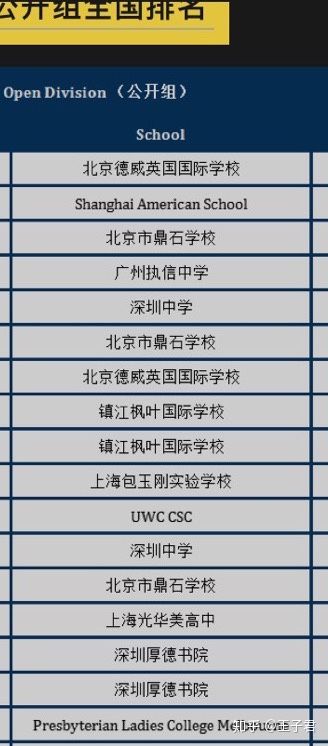 公开组全国排名
Open Division （公开组）
School
北京德威英国国际学校
Shanghai American School
北京市鼎石学校
广州执信中学
深圳中学
北京市鼎石学校
北京德威英国国际学校
镇江枫叶国际学校
镇江枫叶国际学校
上海包玉刚实验学校
UWC CSC
深圳中学
北京市鼎石学校
上海光华美高中
深圳厚德书院
深圳厚德书院
Presbyterian Ladies College Melbourne
知乎 @王子君